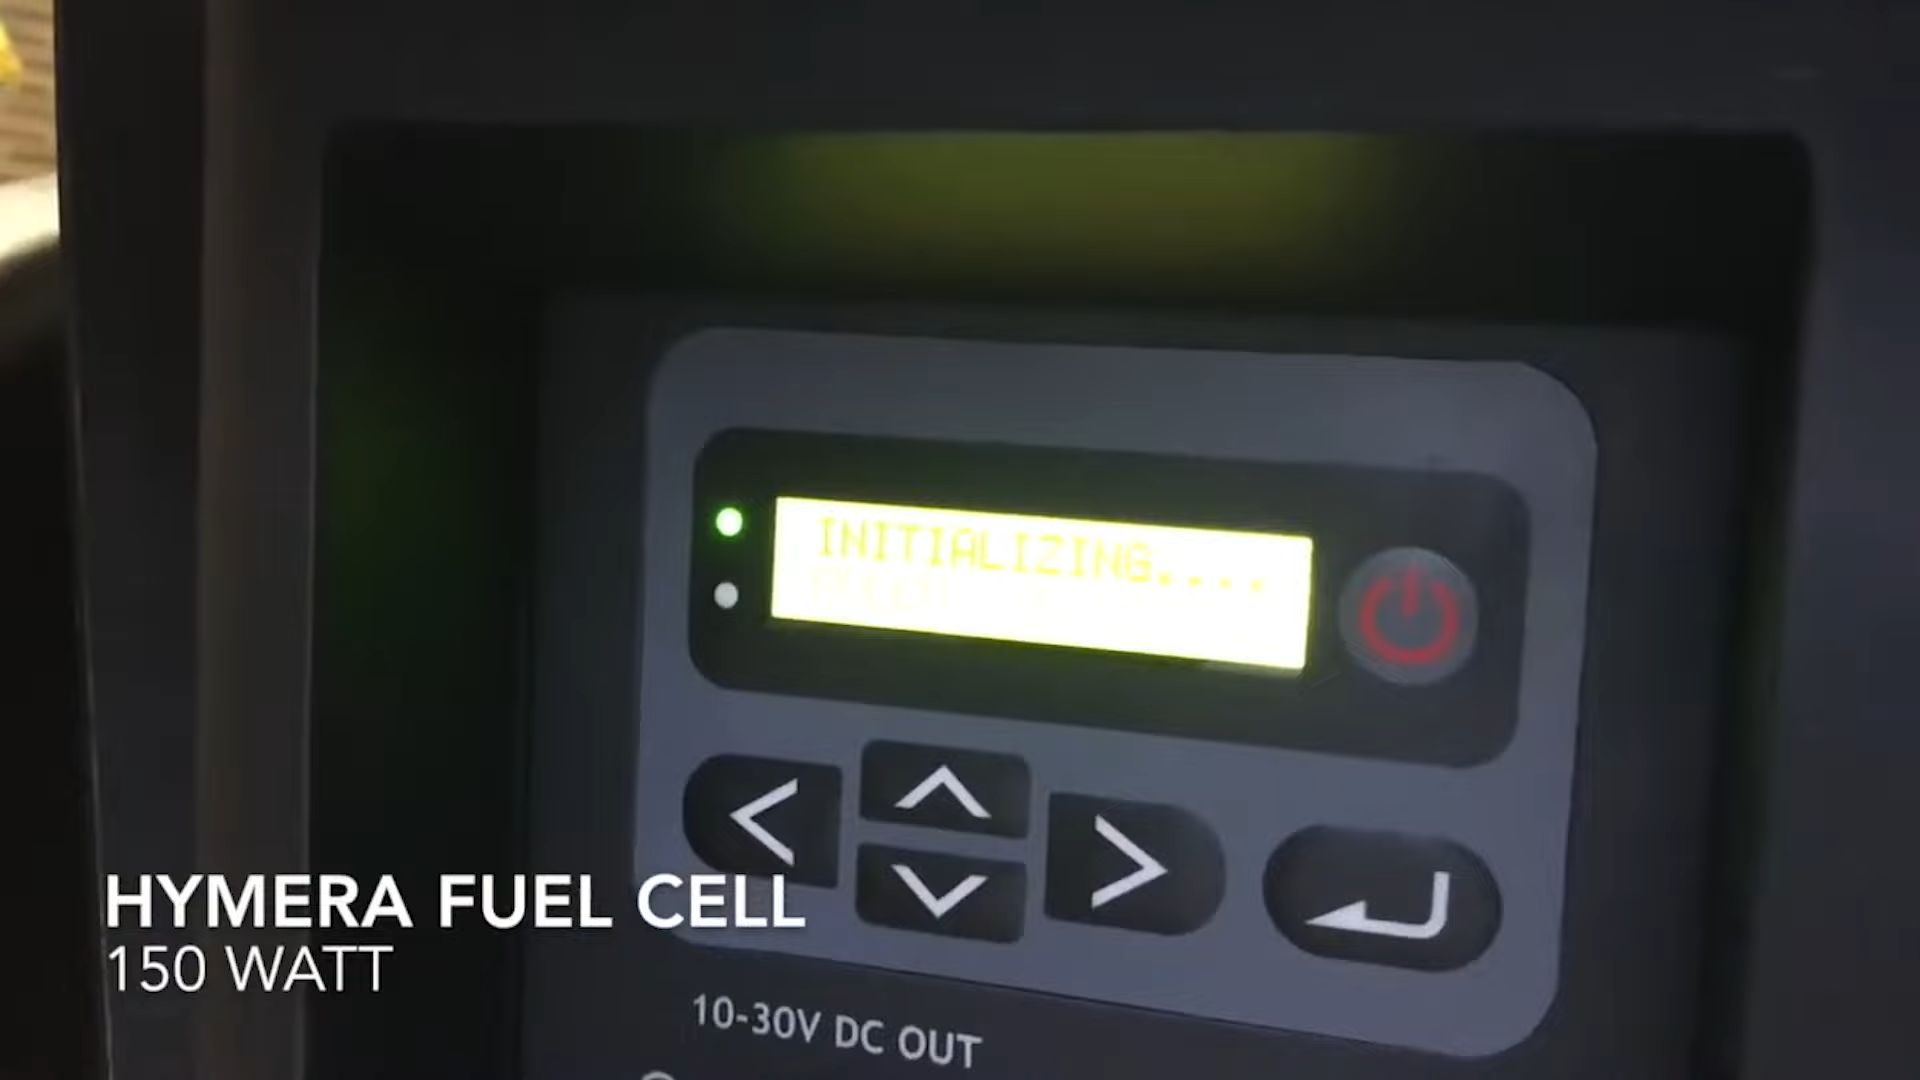 INITIALIZING....
HYMERA FUEL CELL
150 WATT
10-30V DC OUT